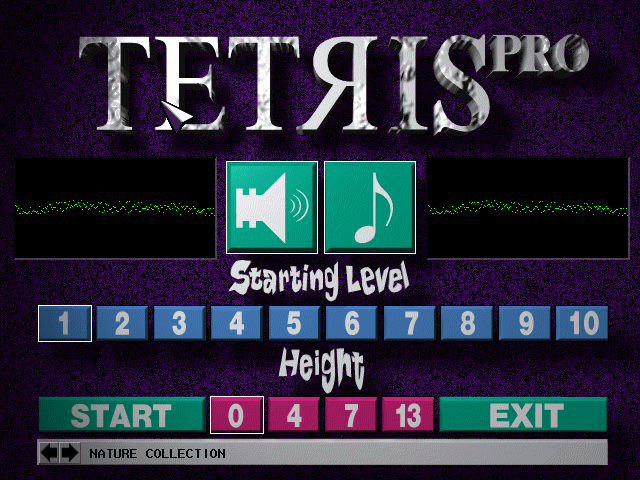 TETЯIS PRO
Starting Level
1 2 3 4 5 6 7 8 9 10
Height
START 0 4 7 13 EXIT
NATURE COLLECTION